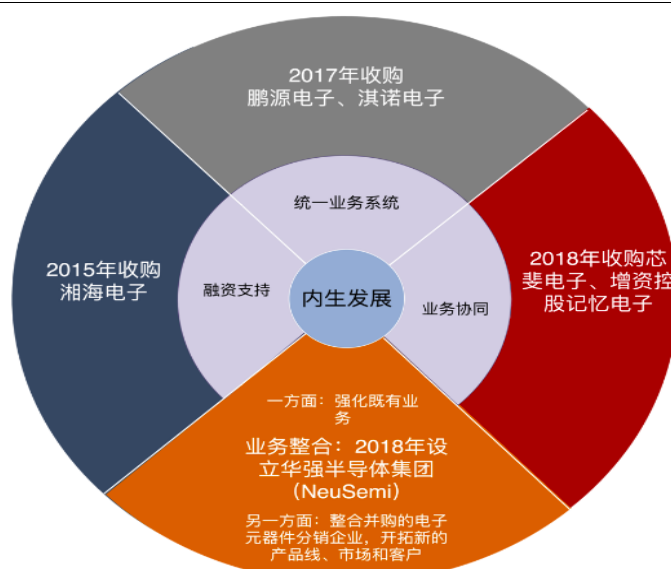 2017年收购
鹏源电子、淇诺电子
统一业务系统
2015年收购
湘海电子
融资支持
内生发展
业务协同
2018年收购芯
斐电子、增资控
股记忆电子
一方面：强化既有业
务
业务整合：2018年设
立华强半导体集团
（NeuSemi）
另一方面：整合并购的电子
元器件分销企业，开拓新的
产品线、市场和客户